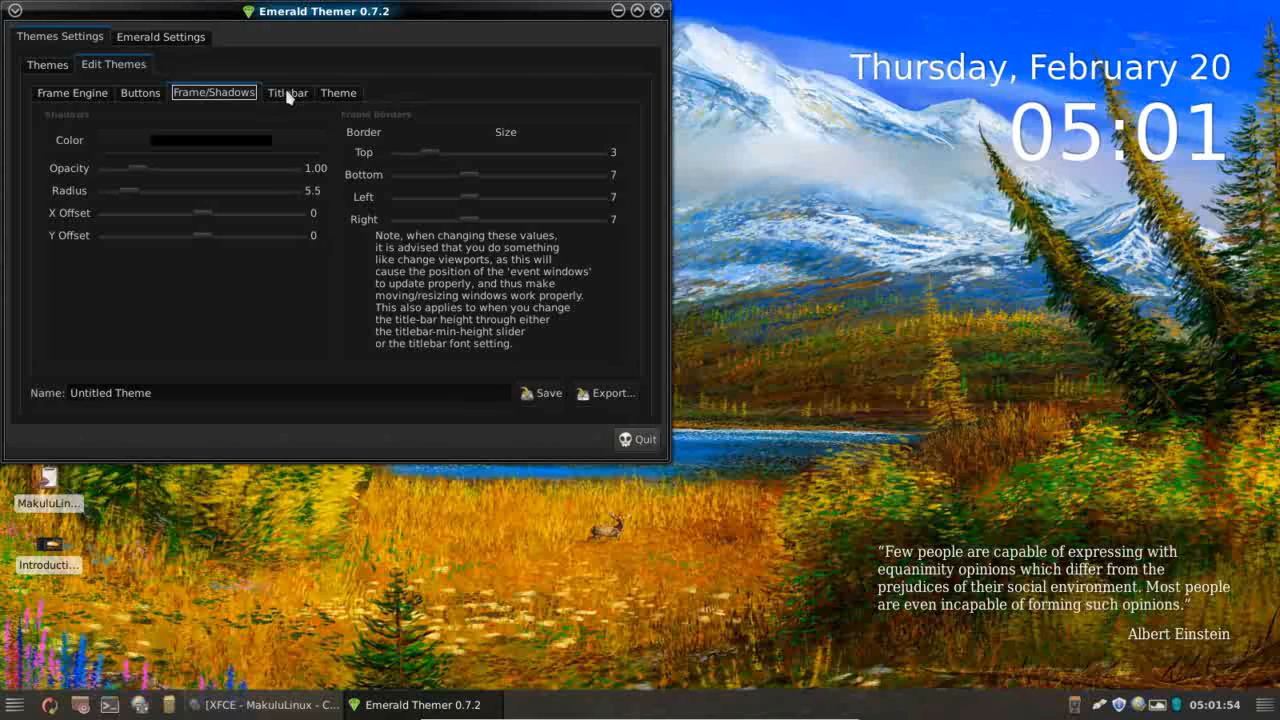 Emerald Themer 0.7.2
Themes Settings
Emerald Settings
Themes
Edit Themes
Frame Engine
Buttons
Frame/Shadows
Titlebar
Theme
Shadows
Color
Opacity 1.00
Radius 5.5
X Offset 0
Y Offset 0
Frame Borders
Border Size
Top 3
Bottom 7
Left 7
Right 7
Note, when changing these values,
it is advised that you do something
like change viewports, as this will
cause the position of the 'event windows'
to update properly, and thus make
moving/resizing windows work properly.
This also applies to when you change
the title-bar height through either
the titlebar-min-height slider
or the titlebar font setting.
Name: Untitled Theme
Save
Export...
Quit
Thursday, February 20
05:01
MakuluLin...
Introducti...
“Few people are capable of expressing with
equanimity opinions which differ from the
prejudices of their social environment. Most people
are even incapable of forming such opinions.”
Albert Einstein
[XFCE - MakuluLinux - C...
Emerald Themer 0.7.2
05:01:54